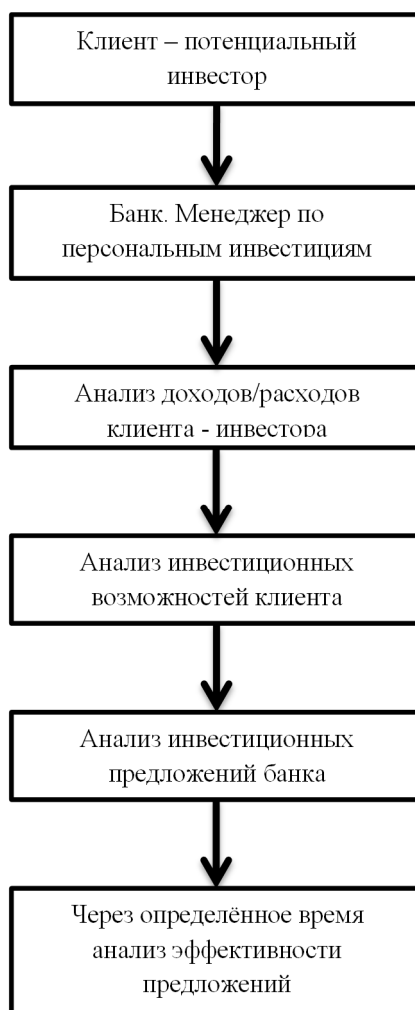 Клиент – потенциальный
инвестор
Банк. Менеджер по
персональным инвестициям
Анализ доходов/расходов
клиента - инвестора
Анализ инвестиционных
возможностей клиента
Анализ инвестиционных
предложений банка
Через определённое время
анализ эффективности
предложений